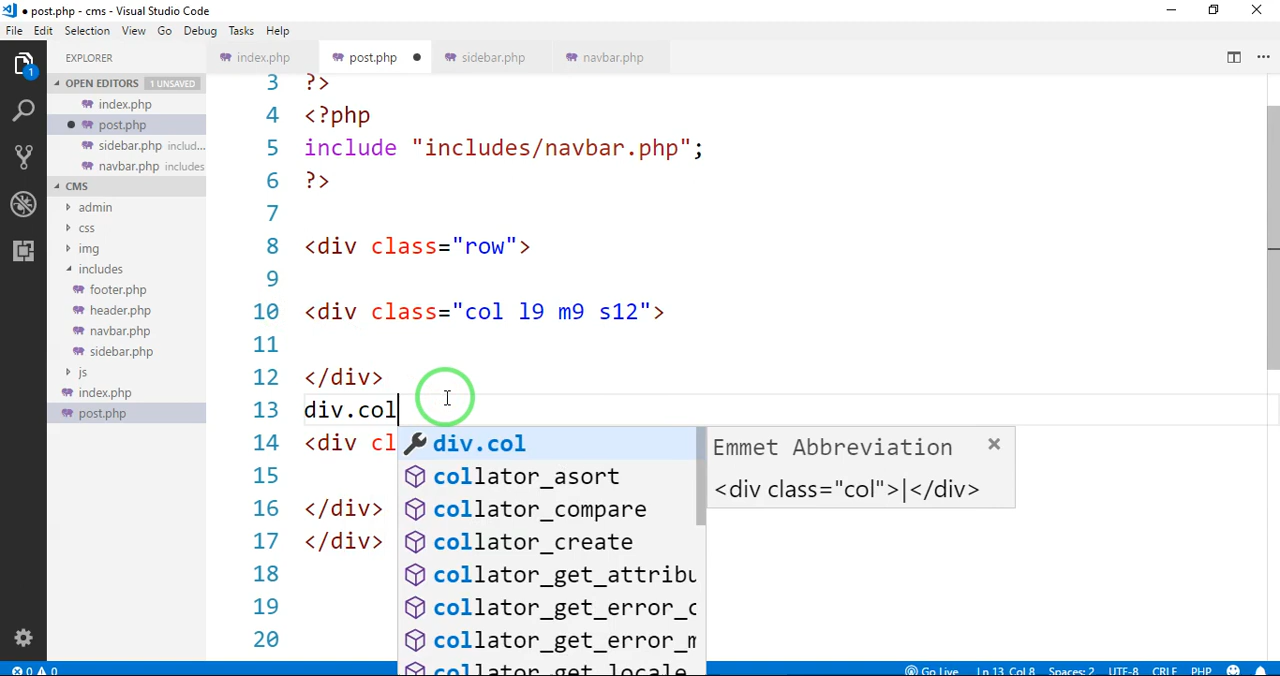 ● post.php - cms - Visual Studio Code
File Edit Selection View Go Debug Tasks Help
EXPLORER
index.php post.php ● sidebar.php navbar.php
OPEN EDITORS 1 UNSAVED
index.php
● post.php
sidebar.php includ...
navbar.php includes
CMS
admin
css
img
includes
footer.php
header.php
navbar.php
sidebar.php
js
index.php
post.php
1
3 ?>
4 <?php
5 include "includes/navbar.php";
6 ?>
7
8 <div class="row">
9
10 <div class="col l9 m9 s12">
11
12 </div>
13 div.col
14 <div cl
15
16 </div>
17 </div>
18
19
20
div.col
collator_asort
collator_compare
collator_create
collator_get_attribu
collator_get_error_c
collator_get_error_m
collator_get_locale
Emmet Abbreviation ×
<div class="col">|</div>
0 0 Go Live Ln 13, Col 8 Spaces: 2 UTF-8 CRLF PHP